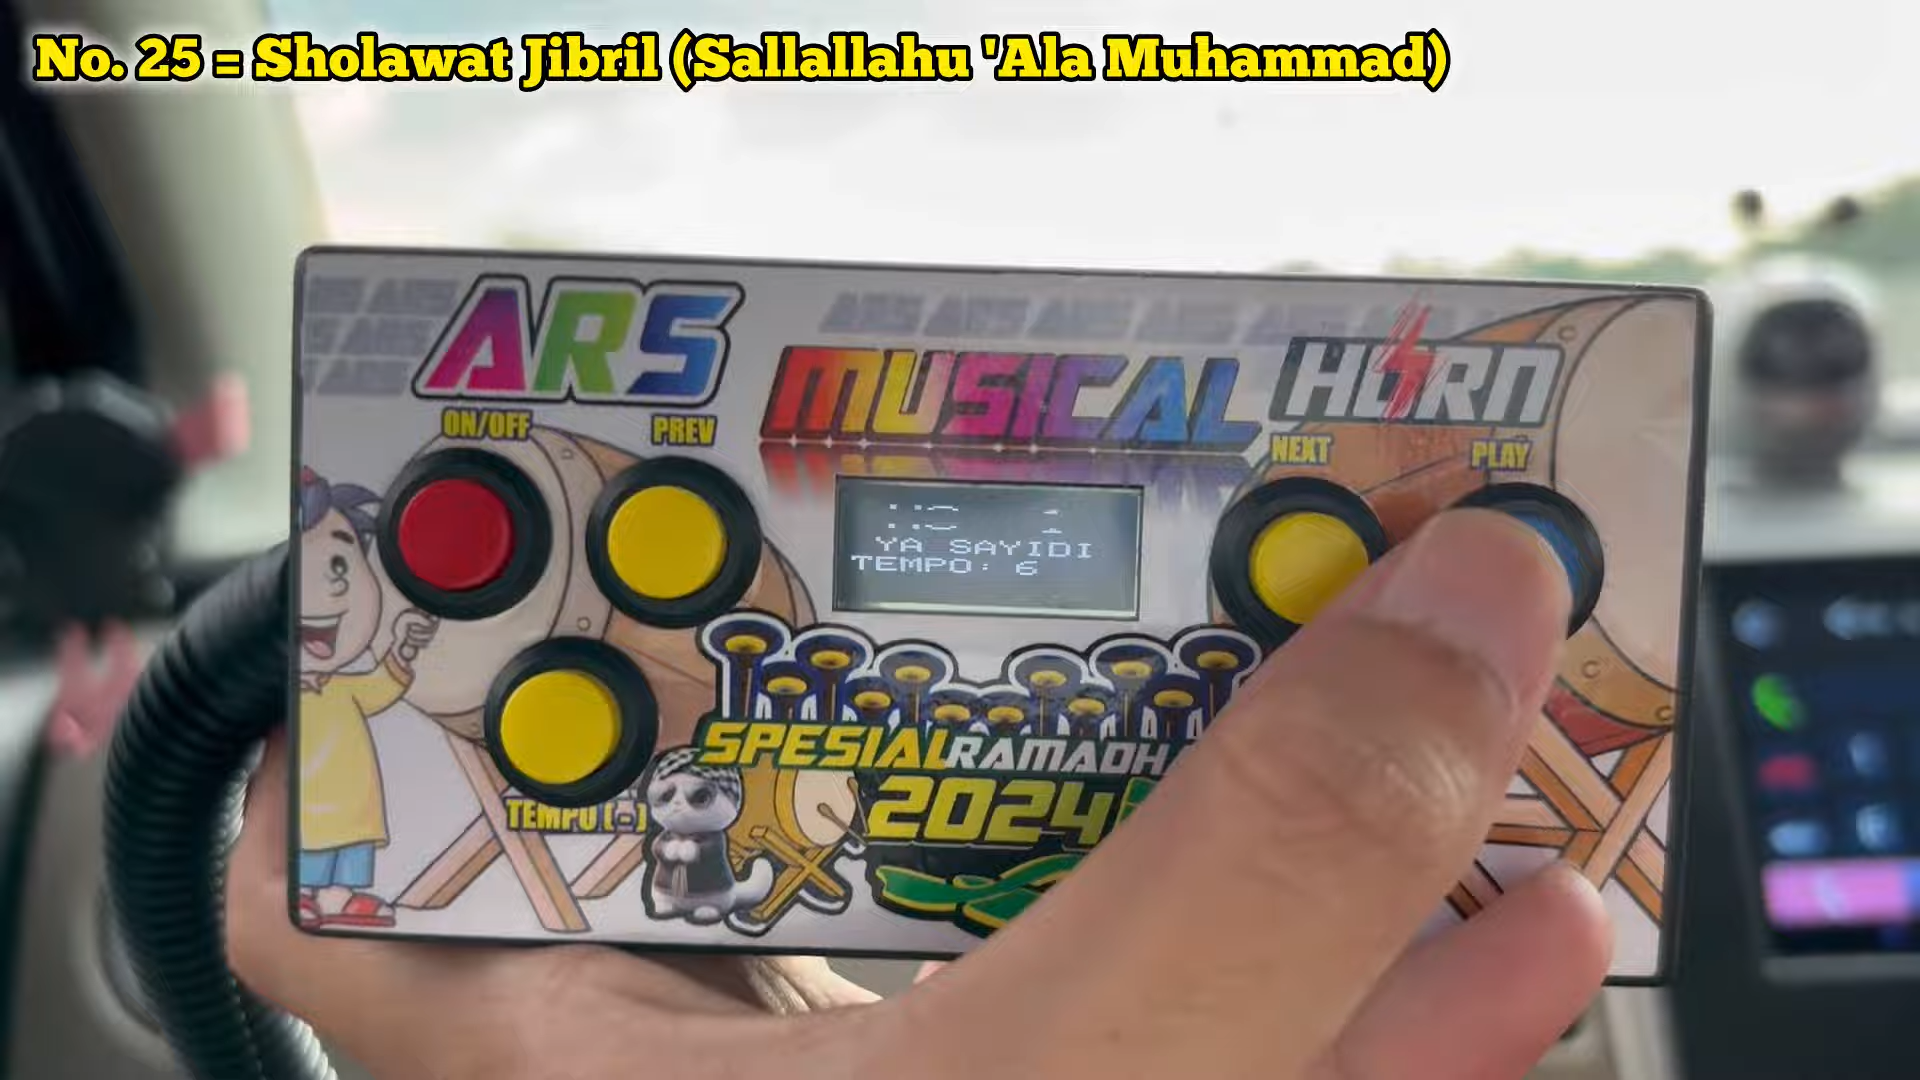 No. 25 = Sholawat Jibril (Sallallahu 'Ala Muhammad)
ARS
MUSICAL HORN
ON/OFF
PREV
NEXT
PLAY
YA SAYIDI
TEMPO: 6
TEMPO (-)
SPESIAL
2024